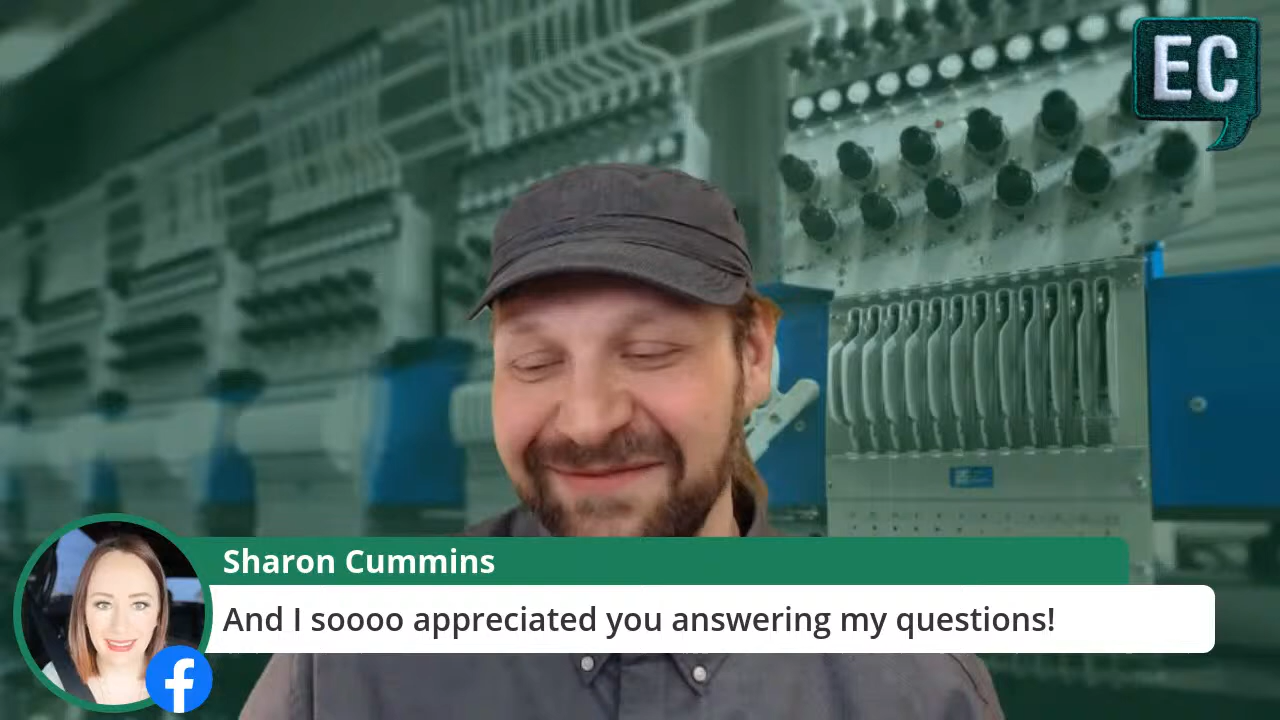 EC
Sharon Cummins
And I soooo appreciated you answering my questions!